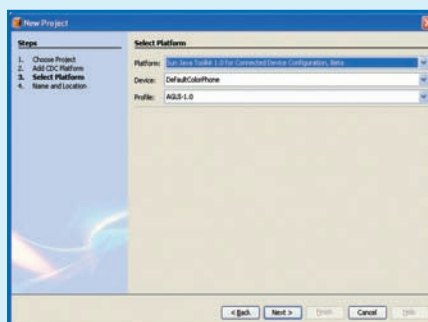 New Project
Steps
1. Choose Project
2. Add CDC Platform
3. Select Platform
4. Name and Location
Select Platform
Platform: Sun Java Toolkit 1.0 for Connected Device Configuration, Beta
Device: DefaultColorPhone
Profile: AGUI-1.0
< Back
Next >
Finish
Cancel
Help